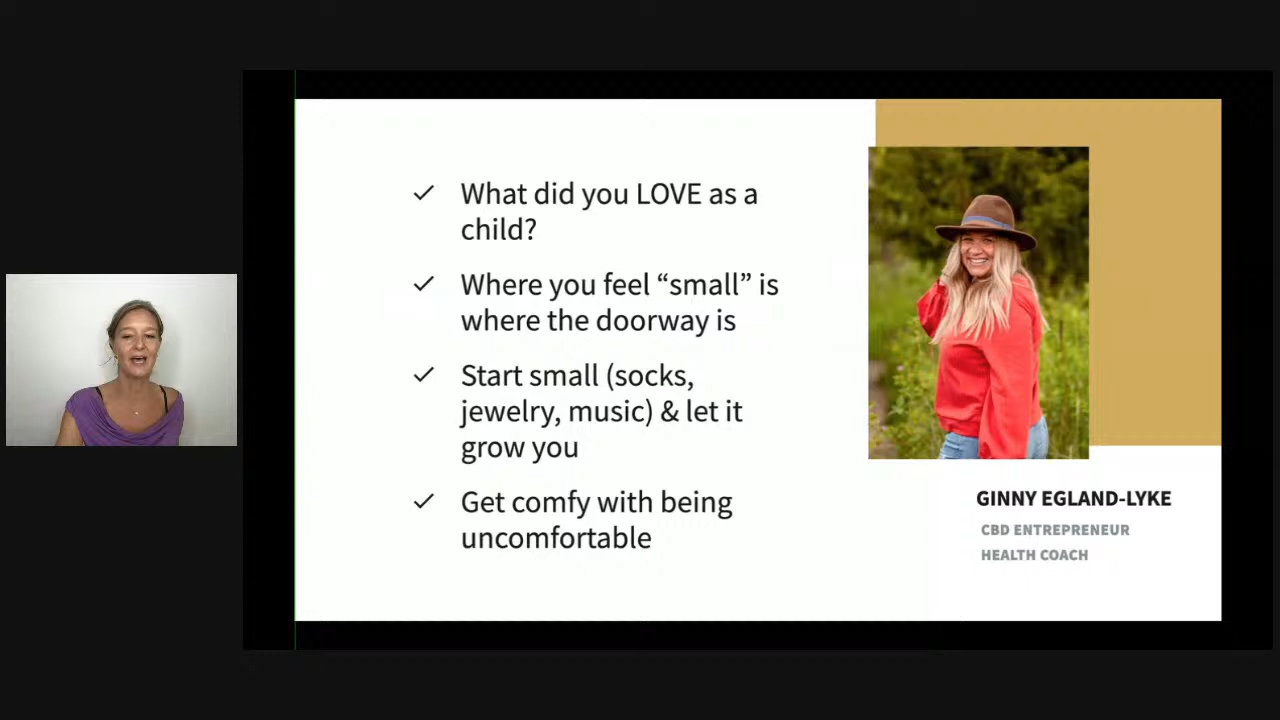 What did you LOVE as a
child?
Where you feel “small” is
where the doorway is
Start small (socks,
jewelry, music) & let it
grow you
Get comfy with being
uncomfortable
GINNY EGLAND-LYKE
CBD ENTREPRENEUR
HEALTH COACH